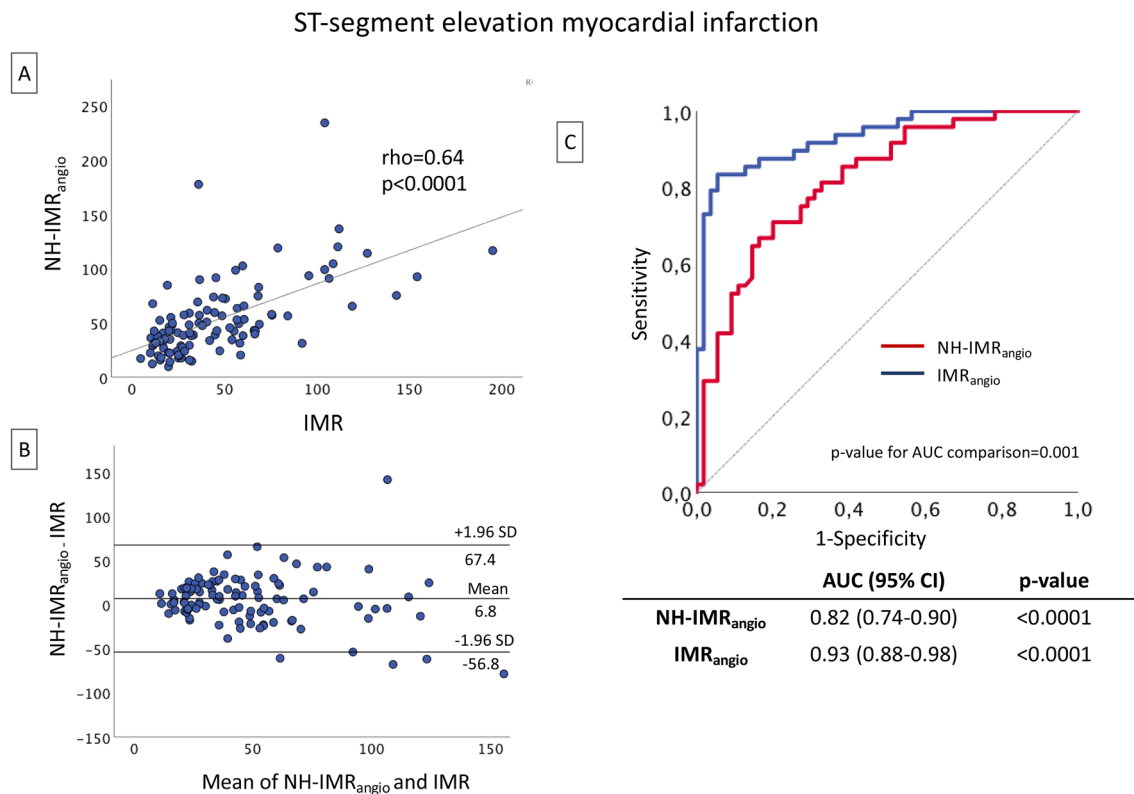 ST-segment elevation myocardial infarction
A
R²
250
200
150
100
50
0
NH-IMRangio
rho=0.64
p<0.0001
0 50 100 150 200
IMR
B
150
100
50
0
−50
−100
−150
NH-IMRangio - IMR
+1.96 SD
67.4
Mean
6.8
-1.96 SD
-56.8
0 50 100 150
Mean of NH-IMRangio and IMR
C
1,0
0,8
0,6
0,4
0,2
0,0
Sensitivity
NH-IMRangio
IMRangio
p-value for AUC comparison=0.001
0,0 0,2 0,4 0,6 0,8 1,0
1-Specificity
AUC (95% CI) p-value
NH-IMRangio 0.82 (0.74-0.90) <0.0001
IMRangio 0.93 (0.88-0.98) <0.0001